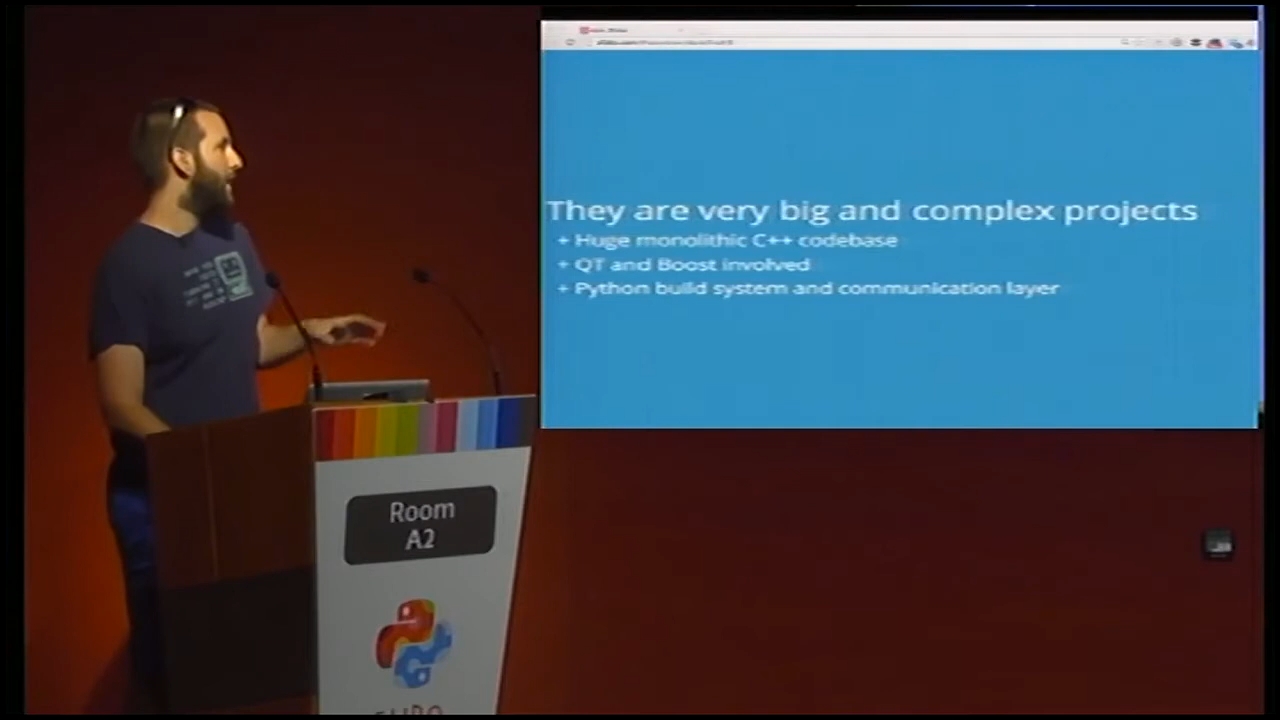 They are very big and complex projects
+ Huge monolithic C++ codebase
+ QT and Boost involved
+ Python build system and communication layer
Room
A2
EURO